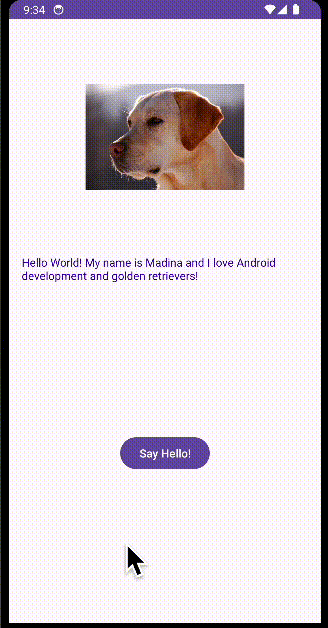 9:34
Hello World! My name is Madina and I love Android
development and golden retrievers!
Say Hello!